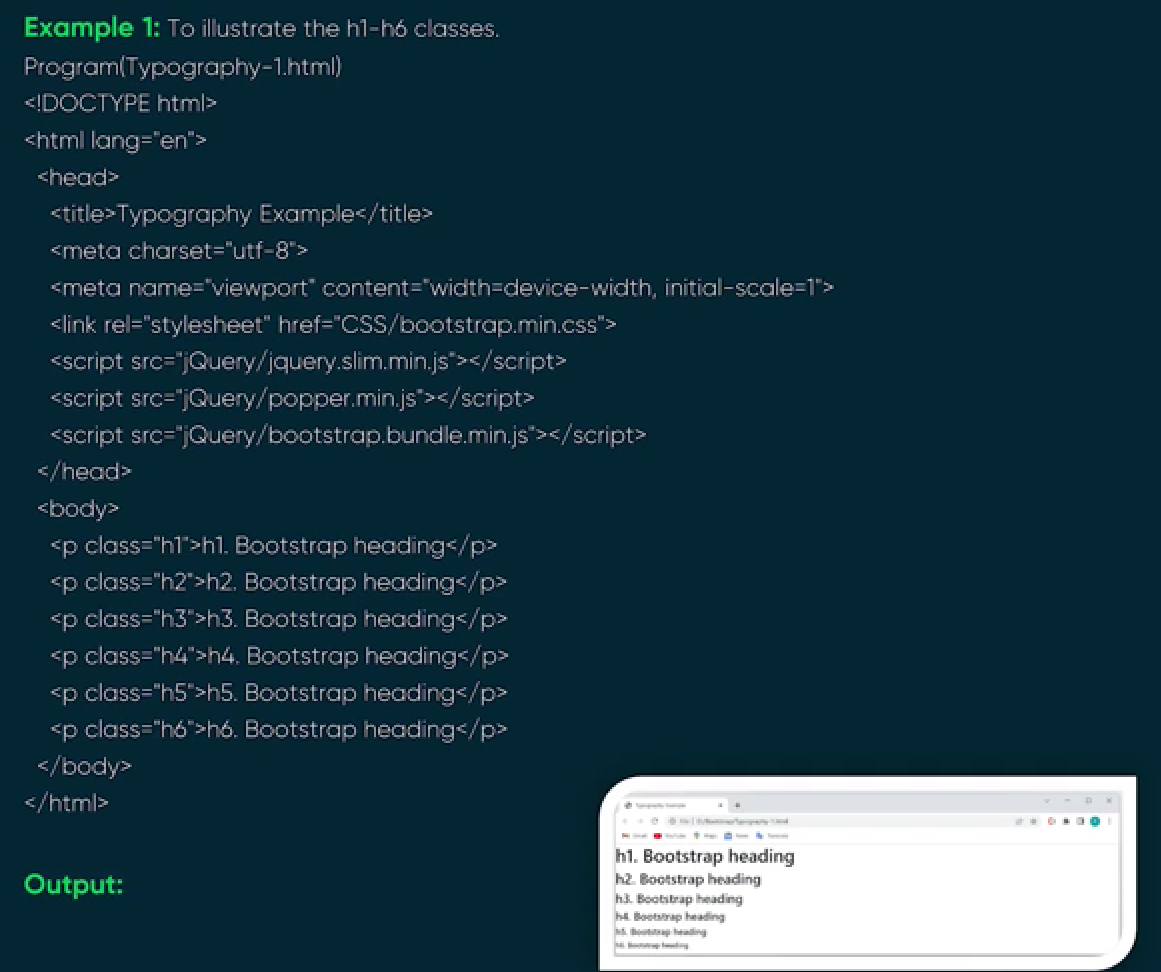 Example 1: To illustrate the h1-h6 classes.
Program(Typography-1.html)
<!DOCTYPE html>
<html lang="en">
<head>
<title>Typography Example</title>
<meta charset="utf-8">
<meta name="viewport" content="width=device-width, initial-scale=1">
<link rel="stylesheet" href="CSS/bootstrap.min.css">
<script src="jQuery/jquery.slim.min.js"></script>
<script src="jQuery/popper.min.js"></script>
<script src="jQuery/bootstrap.bundle.min.js"></script>
</head>
<body>
<p class="h1">h1. Bootstrap heading</p>
<p class="h2">h2. Bootstrap heading</p>
<p class="h3">h3. Bootstrap heading</p>
<p class="h4">h4. Bootstrap heading</p>
<p class="h5">h5. Bootstrap heading</p>
<p class="h6">h6. Bootstrap heading</p>
</body>
</html>
Output:
Typography Example
Gmail YouTube Maps News Translate
h1. Bootstrap heading
h2. Bootstrap heading
h3. Bootstrap heading
h4. Bootstrap heading
h5. Bootstrap heading
h6. Bootstrap heading